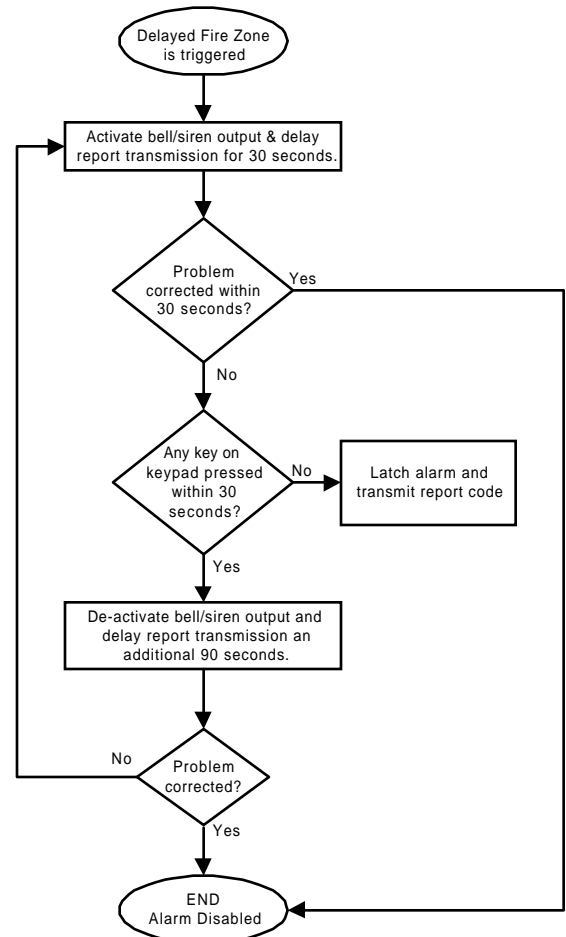 Delayed Fire Zone
is triggered
Activate bell/siren output & delay
report transmission for 30 seconds.
Problem
corrected within
30 seconds?
Yes
No
Any key on
keypad pressed
within 30
seconds?
No
Latch alarm and
transmit report code
Yes
De-activate bell/siren output and
delay report transmission an
additional 90 seconds.
No
Problem
corrected?
Yes
END
Alarm Disabled